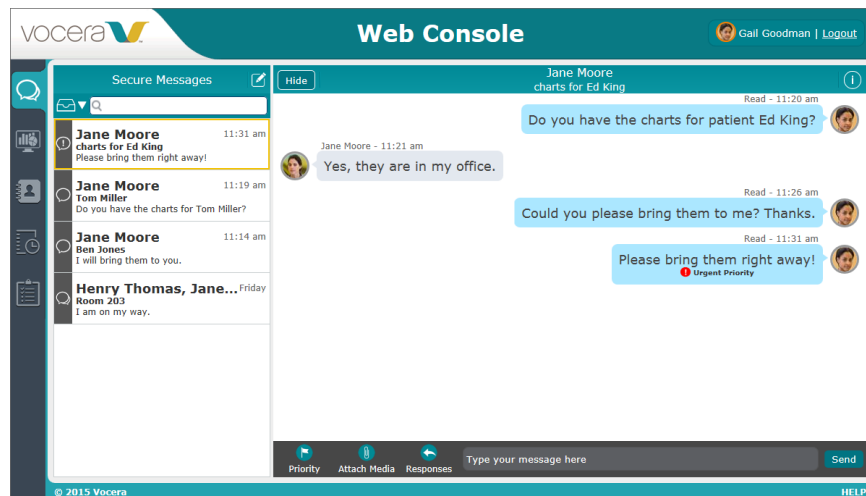 vocera
Web Console
Gail Goodman | Logout
Secure Messages
Jane Moore 11:31 am
charts for Ed King
Please bring them right away!
Jane Moore 11:19 am
Tom Miller
Do you have the charts for Tom Miller?
Jane Moore 11:14 am
Ben Jones
I will bring them to you.
Henry Thomas, Jane... Friday
Room 203
I am on my way.
Hide
Jane Moore
charts for Ed King
Read - 11:20 am
Do you have the charts for patient Ed King?
Jane Moore - 11:21 am
Yes, they are in my office.
Read - 11:26 am
Could you please bring them to me? Thanks.
Read - 11:31 am
Please bring them right away!
Urgent Priority
Priority
Attach Media
Responses
Type your message here
Send
© 2015 Vocera
HELP